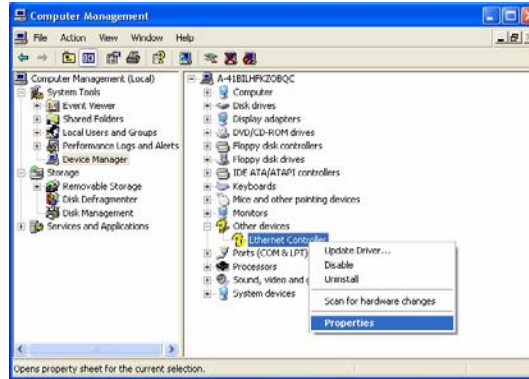 Computer Management
File Action View Window Help
Computer Management (Local)
System Tools
Event Viewer
Shared Folders
Local Users and Groups
Performance Logs and Alerts
Device Manager
Storage
Removable Storage
Disk Defragmenter
Disk Management
Services and Applications
A-41BILHFKZOBQC
Computer
Disk drives
Display adapters
DVD/CD-ROM drives
Floppy disk controllers
Floppy disk drives
IDE ATA/ATAPI controllers
Keyboards
Mice and other pointing devices
Monitors
Other devices
Ethernet Controller
Ports (COM & LPT)
Processors
Sound, video and
System devices
Update Driver...
Disable
Uninstall
Scan for hardware changes
Properties
Opens property sheet for the current selection.